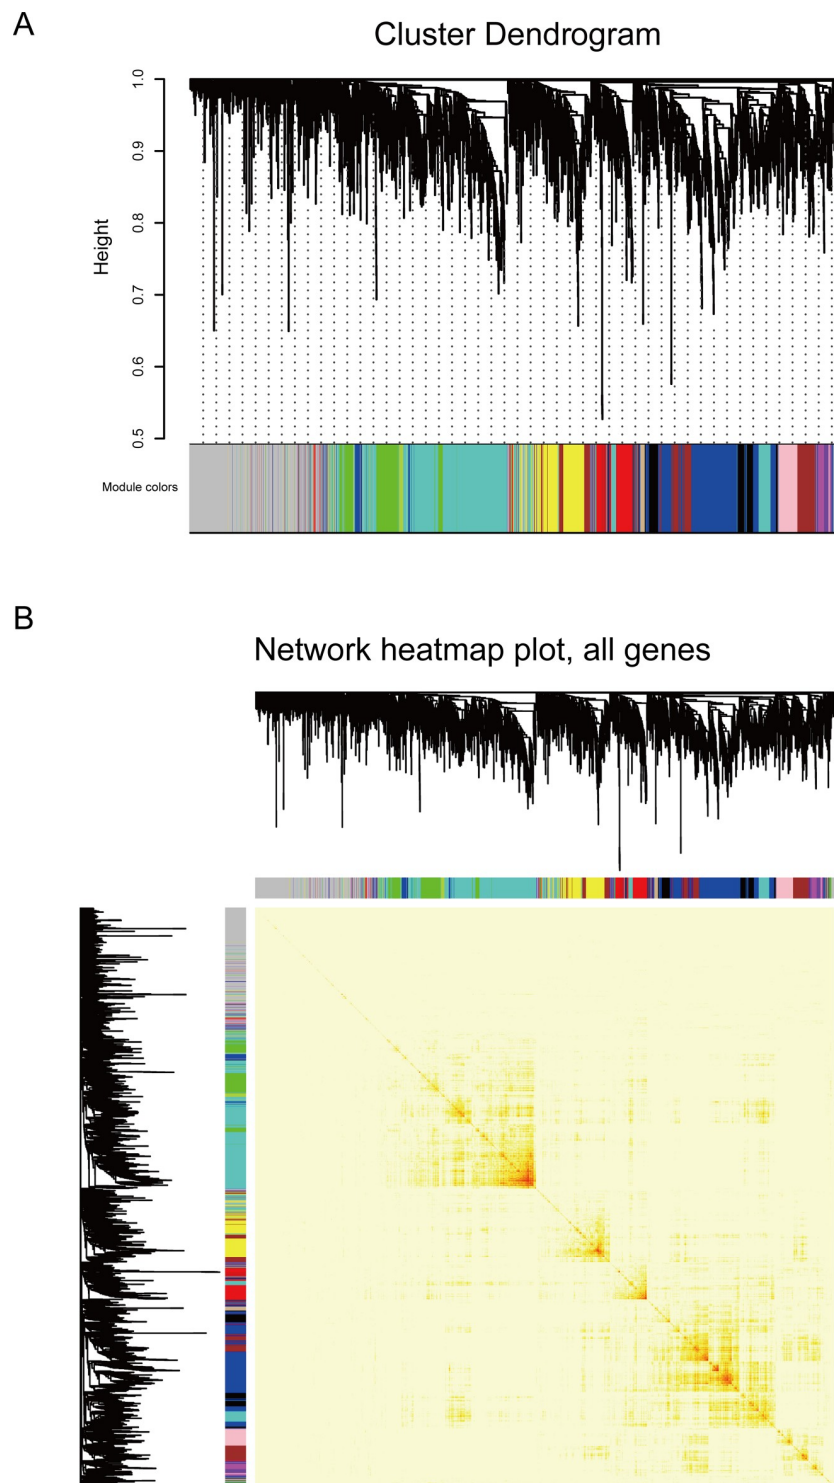 A
Cluster Dendrogram
Height
1.0
0.9
0.8
0.7
0.6
0.5
Module colors
B
Network heatmap plot, all genes